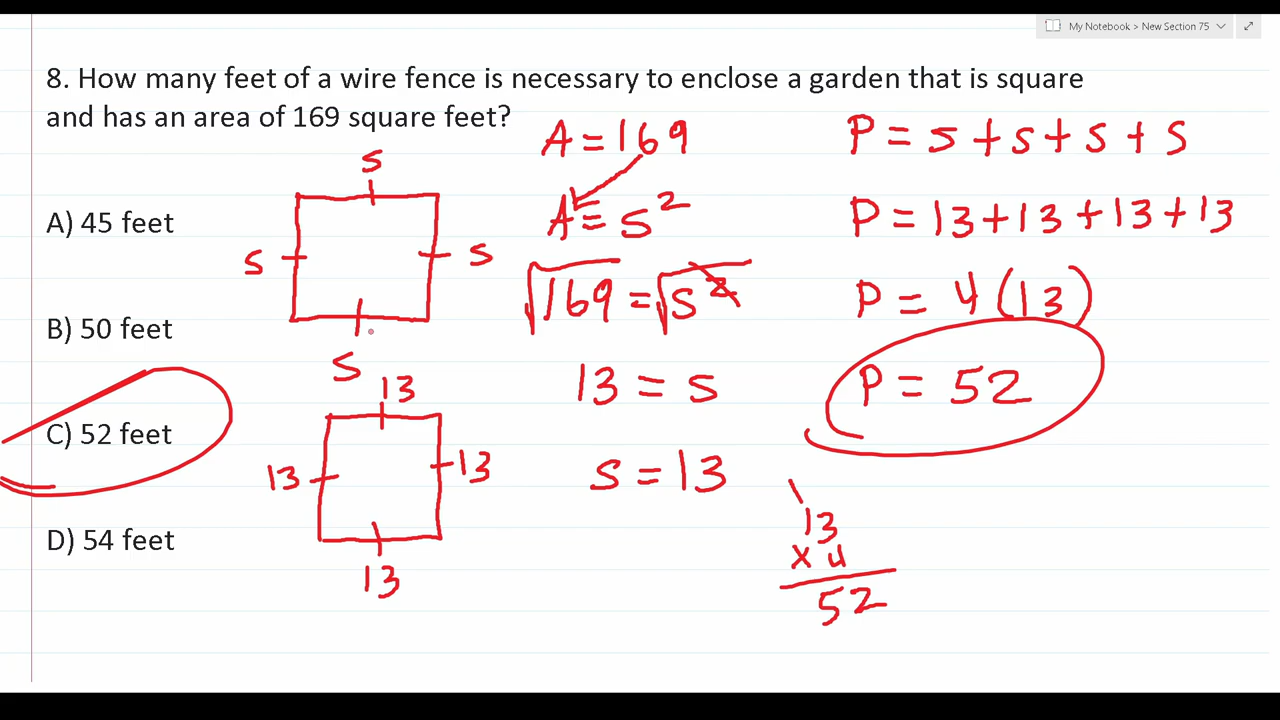 My Notebook > New Section 75
8. How many feet of a wire fence is necessary to enclose a garden that is square
and has an area of 169 square feet?
A) 45 feet
B) 50 feet
C) 52 feet
D) 54 feet
s
s
s
s
13
13
13
13
A = 169
A = s²
√169 = √s²
13 = s
s = 13
P = s + s + s + s
P = 13 + 13 + 13 + 13
P = 4(13)
P = 52
1
13
x 4
52